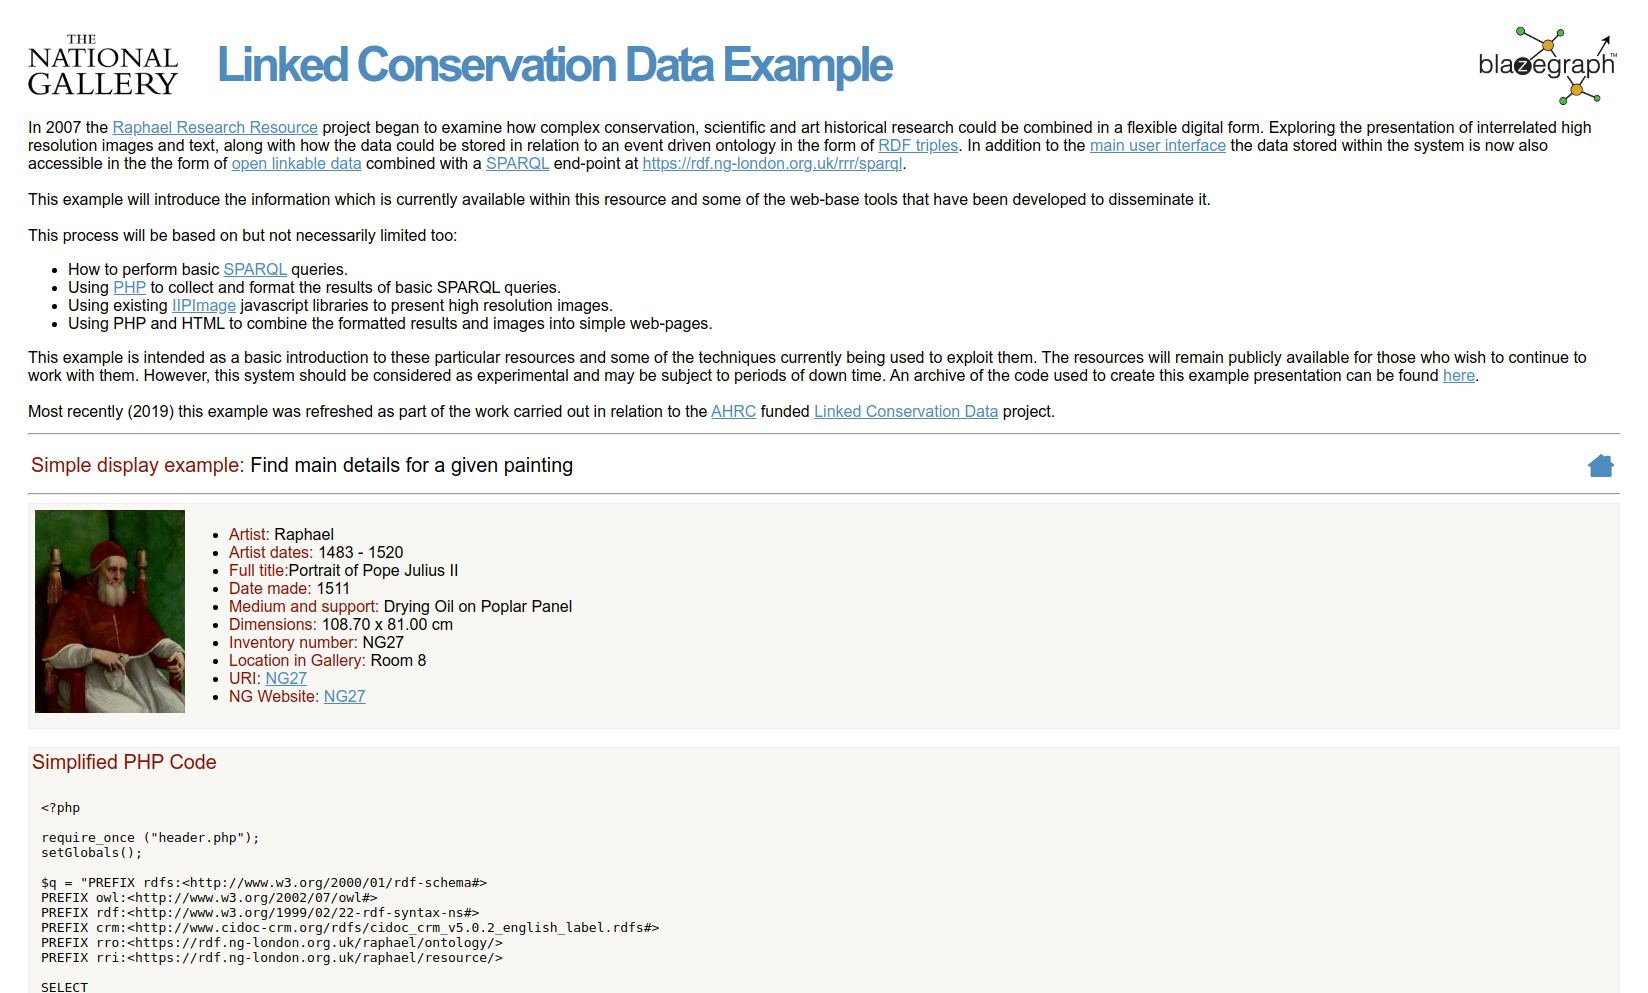 THE
NATIONAL
GALLERY
Linked Conservation Data Example
blazegraph™
In 2007 the Raphael Research Resource project began to examine how complex conservation, scientific and art historical research could be combined in a flexible digital form. Exploring the presentation of interrelated high
resolution images and text, along with how the data could be stored in relation to an event driven ontology in the form of RDF triples. In addition to the main user interface the data stored within the system is now also
accessible in the the form of open linkable data combined with a SPARQL end-point at https://rdf.ng-london.org.uk/rrr/sparql.
This example will introduce the information which is currently available within this resource and some of the web-base tools that have been developed to disseminate it.
This process will be based on but not necessarily limited too:
• How to perform basic SPARQL queries.
• Using PHP to collect and format the results of basic SPARQL queries.
• Using existing IIPImage javascript libraries to present high resolution images.
• Using PHP and HTML to combine the formatted results and images into simple web-pages.
This example is intended as a basic introduction to these particular resources and some of the techniques currently being used to exploit them. The resources will remain publicly available for those who wish to continue to
work with them. However, this system should be considered as experimental and may be subject to periods of down time. An archive of the code used to create this example presentation can be found here.
Most recently (2019) this example was refreshed as part of the work carried out in relation to the AHRC funded Linked Conservation Data project.
Simple display example: Find main details for a given painting
• Artist: Raphael
• Artist dates: 1483 - 1520
• Full title:Portrait of Pope Julius II
• Date made: 1511
• Medium and support: Drying Oil on Poplar Panel
• Dimensions: 108.70 x 81.00 cm
• Inventory number: NG27
• Location in Gallery: Room 8
• URI: NG27
• NG Website: NG27
Simplified PHP Code
<?php
require_once ("header.php");
setGlobals();
$q = "PREFIX rdfs:<http://www.w3.org/2000/01/rdf-schema#>
PREFIX owl:<http://www.w3.org/2002/07/owl#>
PREFIX rdf:<http://www.w3.org/1999/02/22-rdf-syntax-ns#>
PREFIX crm:<http://www.cidoc-crm.org/rdfs/cidoc_crm_v5.0.2_english_label.rdfs#>
PREFIX rro:<https://rdf.ng-london.org.uk/raphael/ontology/>
PREFIX rri:<https://rdf.ng-london.org.uk/raphael/resource/>
SELECT